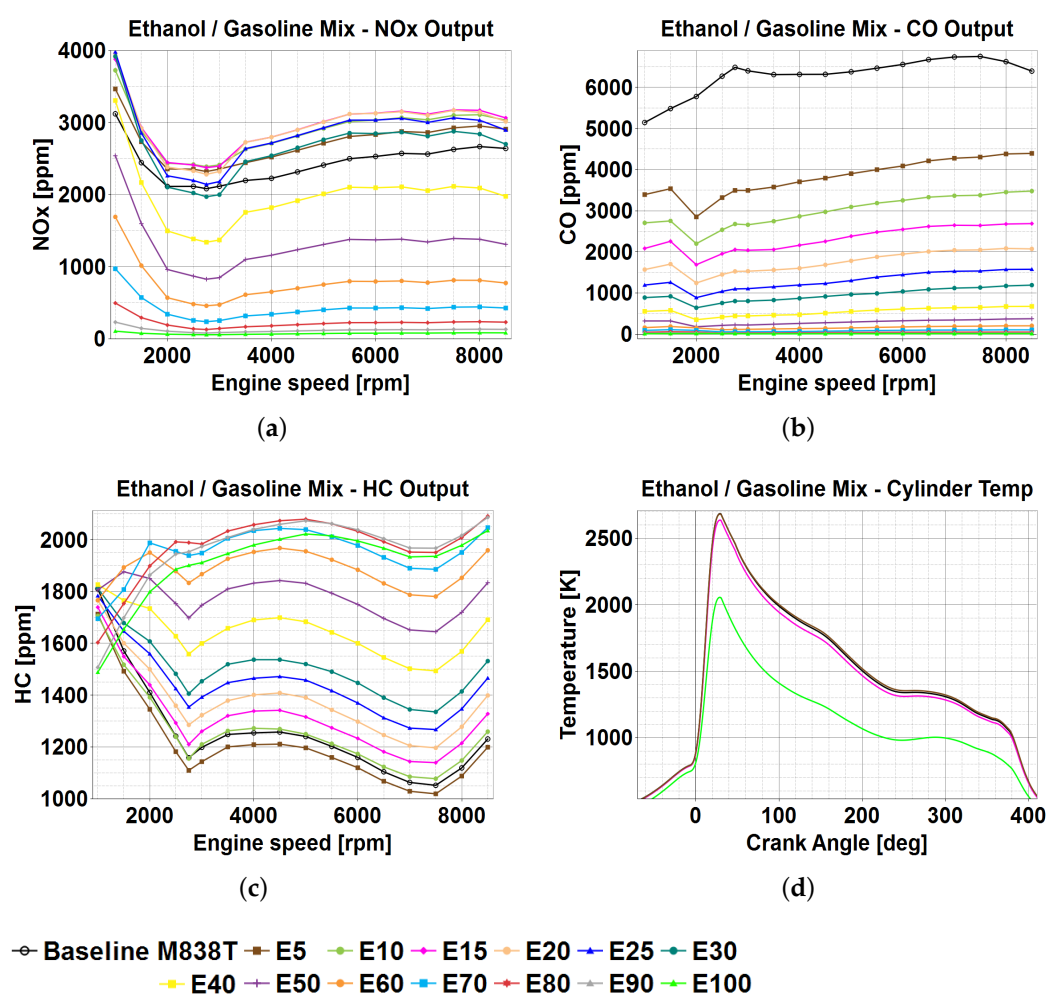 Ethanol / Gasoline Mix - NOx Output
4000
3000
2000
1000
0
NOx [ppm]
2000 4000 6000 8000
Engine speed [rpm]
(a)
Ethanol / Gasoline Mix - CO Output
6000
5000
4000
3000
2000
1000
0
CO [ppm]
2000 4000 6000 8000
Engine speed [rpm]
(b)
Ethanol / Gasoline Mix - HC Output
2000
1800
1600
1400
1200
1000
HC [ppm]
2000 4000 6000 8000
Engine speed [rpm]
(c)
Ethanol / Gasoline Mix - Cylinder Temp
2500
2000
1500
1000
Temperature [K]
0 100 200 300 400
Crank Angle [deg]
(d)
Baseline M838T E5 E10 E15 E20 E25 E30
E40 E50 E60 E70 E80 E90 E100